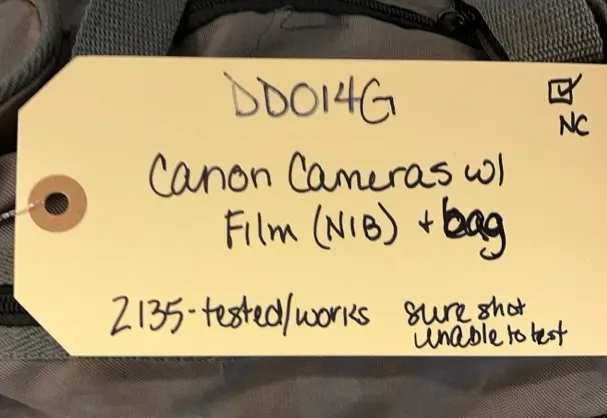 DD014G
NC
Canon Cameras w/
Film (NIB) + bag
2135-tested/works sure shot
unable to test